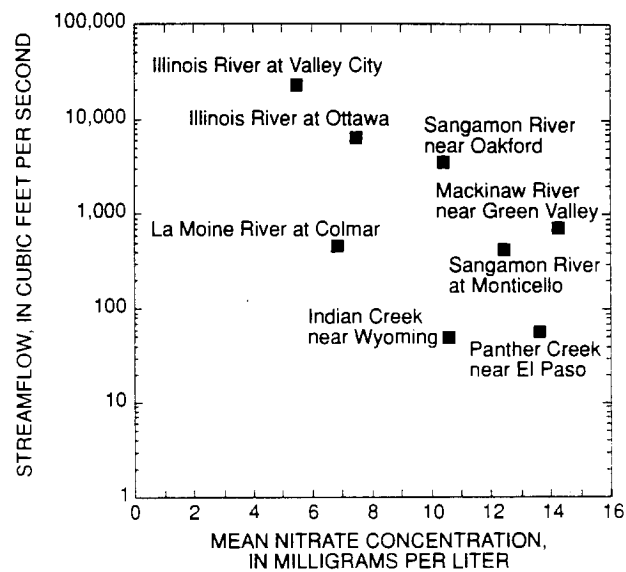 STREAMFLOW, IN CUBIC FEET PER SECOND
100,000
10,000
1,000
100
10
1
Illinois River at Valley City
Illinois River at Ottawa
Sangamon River
near Oakford
Mackinaw River
near Green Valley
La Moine River at Colmar
Sangamon River
at Monticello
Indian Creek
near Wyoming
Panther Creek
near El Paso
0 2 4 6 8 10 12 14 16
MEAN NITRATE CONCENTRATION,
IN MILLIGRAMS PER LITER